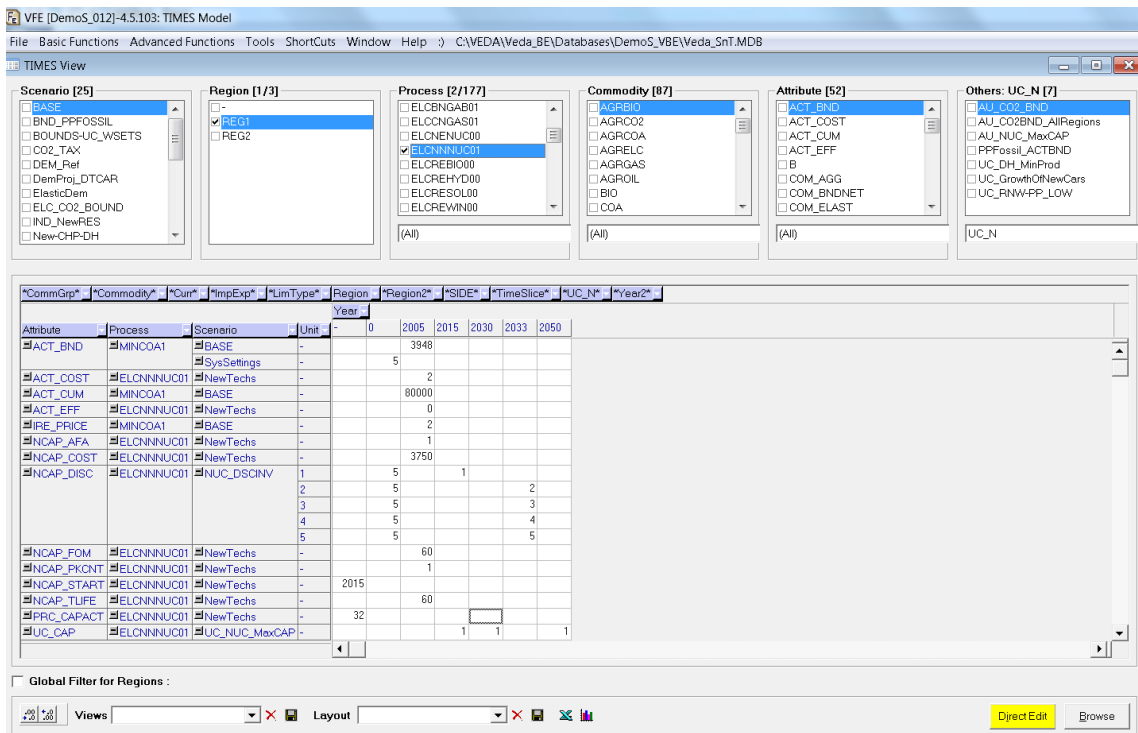 VFE [DemoS_012]-4.5.103: TIMES Model
File Basic Functions Advanced Functions Tools ShortCuts Window Help :) C:\VEDA\Veda_BE\Databases\DemoS_VBE\Veda_SnT.MDB
TIMES View
Scenario [25] Region [1/3] Process [2/177] Commodity [87] Attribute [52] Others: UC_N [7]
BASE - ELCBNGAB01 AGRBIO ACT_BND AU_CO2_BND
BND_PPFOSSIL REG1 ELCCNGAS01 AGRCO2 ACT_COST AU_CO2BND_AllRegions
BOUNDS-UC_WSETS REG2 ELCNENUC00 AGRCOA ACT_CUM AU_NUC_MaxCAP
CO2_TAX ELCNNNUC01 AGRELC ACT_EFF PPFossil_ACTBND
DEM_Ref ELCREBIO00 AGRGAS B UC_DH_MinProd
DemProj_DTCAR ELCREHYD00 AGROIL COM_AGG UC_GrowthOfNewCars
ElasticDem ELCRESOL00 BIO COM_BNDNET UC_RNW-PP_LOW
ELC_CO2_BOUND ELCREWIN00 COA COM_ELAST
IND_NewRES
New-CHP-DH
(All) (All) (All) UC_N
*CommGrp* *Commodity* *Curr* *ImpExp* *LimType* Region *Region2* *SIDE* *TimeSlice* *UC_N* *Year2*
Year
Attribute Process Scenario Unit - 0 2005 2015 2030 2033 2050
ACT_BND MINCOA1 BASE - 3948
SysSettings - 5
ACT_COST ELCNNNUC01 NewTechs - 2
ACT_CUM MINCOA1 BASE - 80000
ACT_EFF ELCNNNUC01 NewTechs - 0
IRE_PRICE MINCOA1 BASE - 2
NCAP_AFA ELCNNNUC01 NewTechs - 1
NCAP_COST ELCNNNUC01 NewTechs - 3750
NCAP_DISC ELCNNNUC01 NUC_DSCINV 1 5 1
2 5 2
3 5 3
4 5 4
5 5 5
NCAP_FOM ELCNNNUC01 NewTechs - 60
NCAP_PKCNT ELCNNNUC01 NewTechs - 1
NCAP_START ELCNNNUC01 NewTechs - 2015
NCAP_TLIFE ELCNNNUC01 NewTechs - 60
PRC_CAPACT ELCNNNUC01 NewTechs - 32
UC_CAP ELCNNNUC01 UC_NUC_MaxCAP - 1 1 1
Global Filter for Regions :
Views Layout Direct Edit Browse